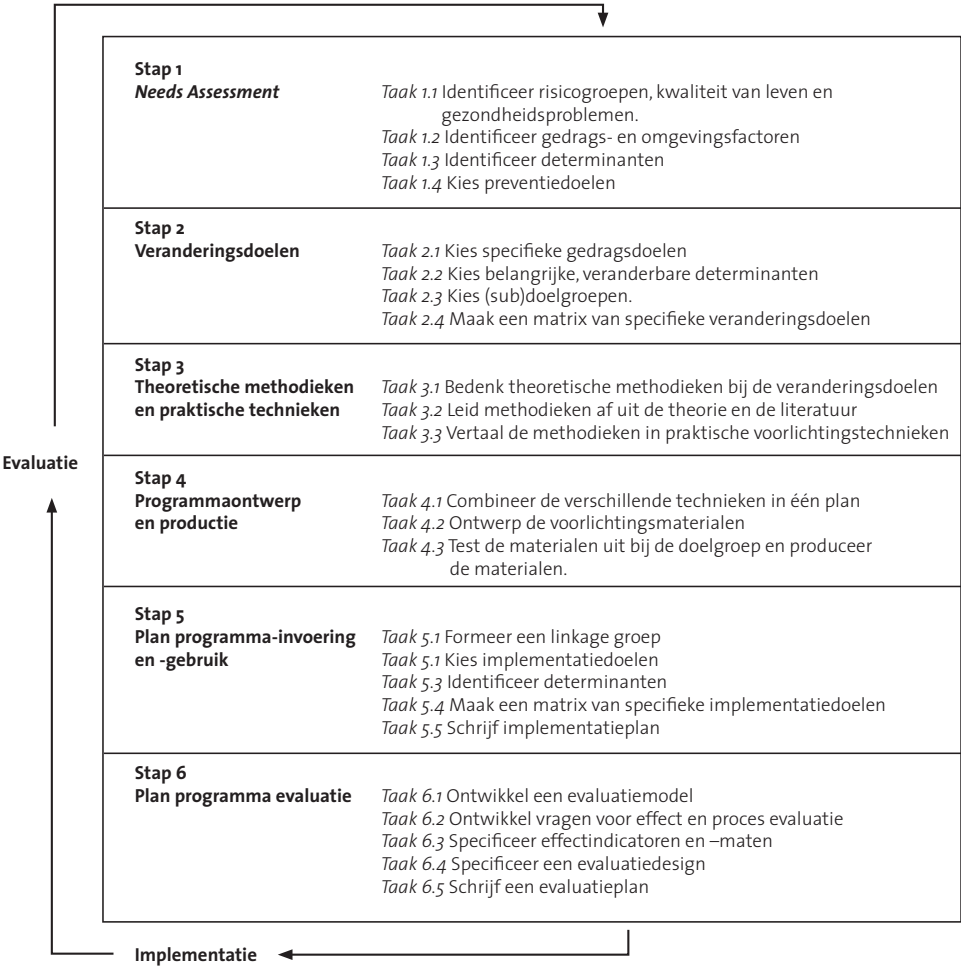 Stap 1
Needs Assessment
Taak 1.1 Identificeer risicogroepen, kwaliteit van leven en
gezondheidsproblemen.
Taak 1.2 Identificeer gedrags- en omgevingsfactoren
Taak 1.3 Identificeer determinanten
Taak 1.4 Kies preventiedoelen
Stap 2
Veranderingsdoelen
Taak 2.1 Kies specifieke gedragsdoelen
Taak 2.2 Kies belangrijke, veranderbare determinanten
Taak 2.3 Kies (sub)doelgroepen.
Taak 2.4 Maak een matrix van specifieke veranderingsdoelen
Stap 3
Theoretische methodieken
en praktische technieken
Taak 3.1 Bedenk theoretische methodieken bij de veranderingsdoelen
Taak 3.2 Leid methodieken af uit de theorie en de literatuur
Taak 3.3 Vertaal de methodieken in praktische voorlichtingstechnieken
Evaluatie
Stap 4
Programmaontwerp
en productie
Taak 4.1 Combineer de verschillende technieken in één plan
Taak 4.2 Ontwerp de voorlichtingsmaterialen
Taak 4.3 Test de materialen uit bij de doelgroep en produceer
de materialen.
Stap 5
Plan programma-invoering
en -gebruik
Taak 5.1 Formeer een linkage groep
Taak 5.1 Kies implementatiedoelen
Taak 5.3 Identificeer determinanten
Taak 5.4 Maak een matrix van specifieke implementatiedoelen
Taak 5.5 Schrijf implementatieplan
Stap 6
Plan programma evaluatie
Taak 6.1 Ontwikkel een evaluatiemodel
Taak 6.2 Ontwikkel vragen voor effect en proces evaluatie
Taak 6.3 Specificeer effectindicatoren en –maten
Taak 6.4 Specificeer een evaluatiedesign
Taak 6.5 Schrijf een evaluatieplan
Implementatie